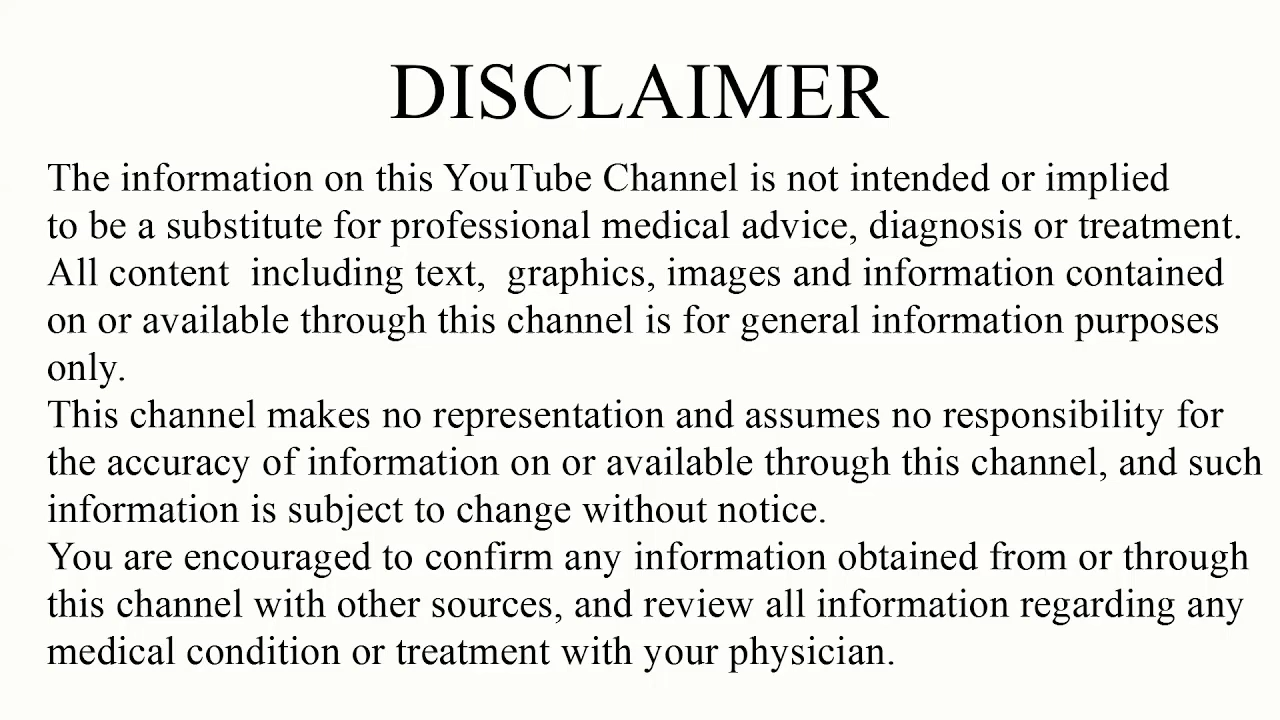 DISCLAIMER
The information on this YouTube Channel is not intended or implied
to be a substitute for professional medical advice, diagnosis or treatment.
All content  including text,  graphics, images and information contained
on or available through this channel is for general information purposes
only.
This channel makes no representation and assumes no responsibility for
the accuracy of information on or available through this channel, and such
information is subject to change without notice.
You are encouraged to confirm any information obtained from or through
this channel with other sources, and review all information regarding any
medical condition or treatment with your physician.